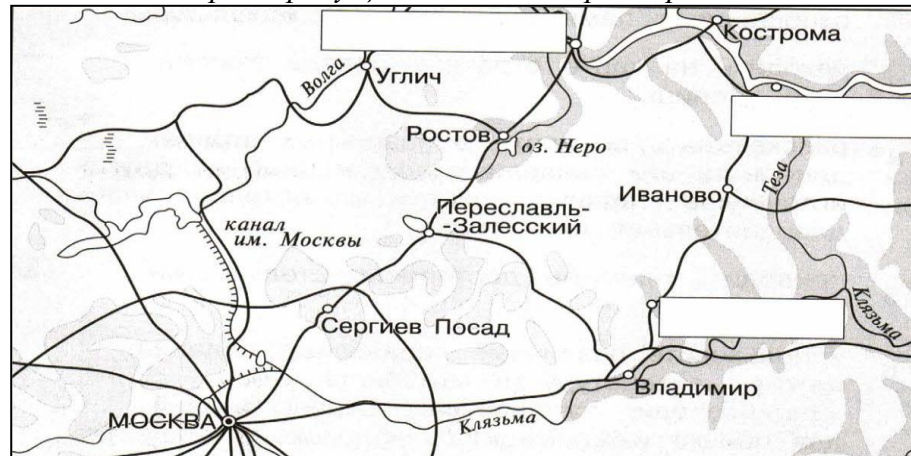 Кострома
Волга
Углич
Ростов
оз. Неро
Теза
Иваново
Переславль-
-Залесский
канал
им. Москвы
Сергиев Посад
Клязьма
Владимир
МОСКВА
Клязьма